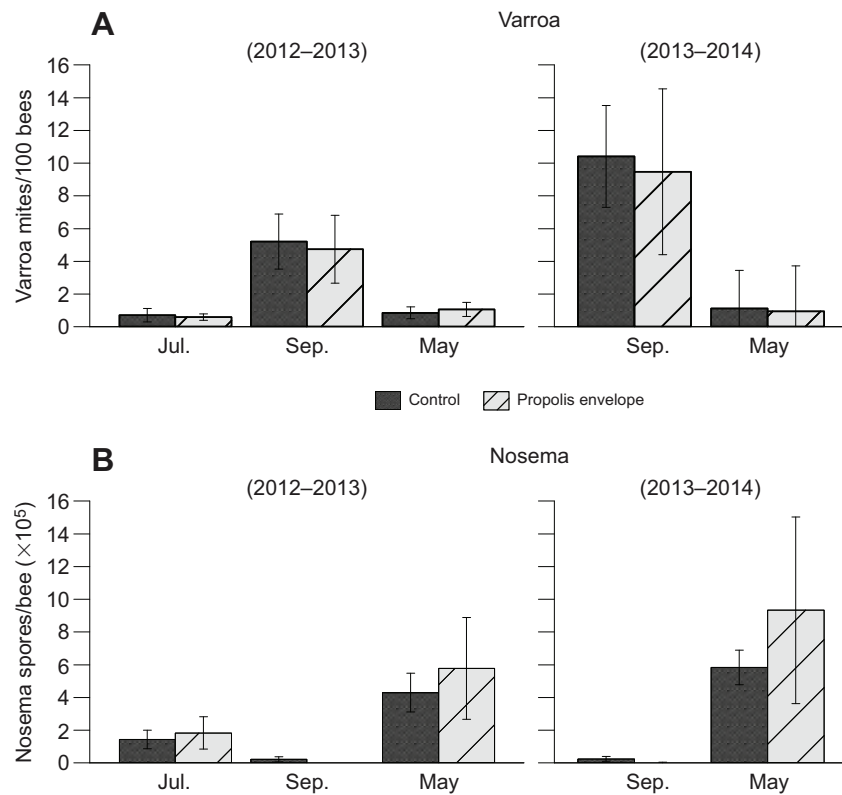 A
Varroa
(2012–2013)
(2013–2014)
Varroa mites/100 bees
16
14
12
10
8
6
4
2
0
Jul.
Sep.
May
Sep.
May
Control
Propolis envelope
B
Nosema
(2012–2013)
(2013–2014)
Nosema spores/bee (×10⁵)
16
14
12
10
8
6
4
2
0
Jul.
Sep.
May
Sep.
May